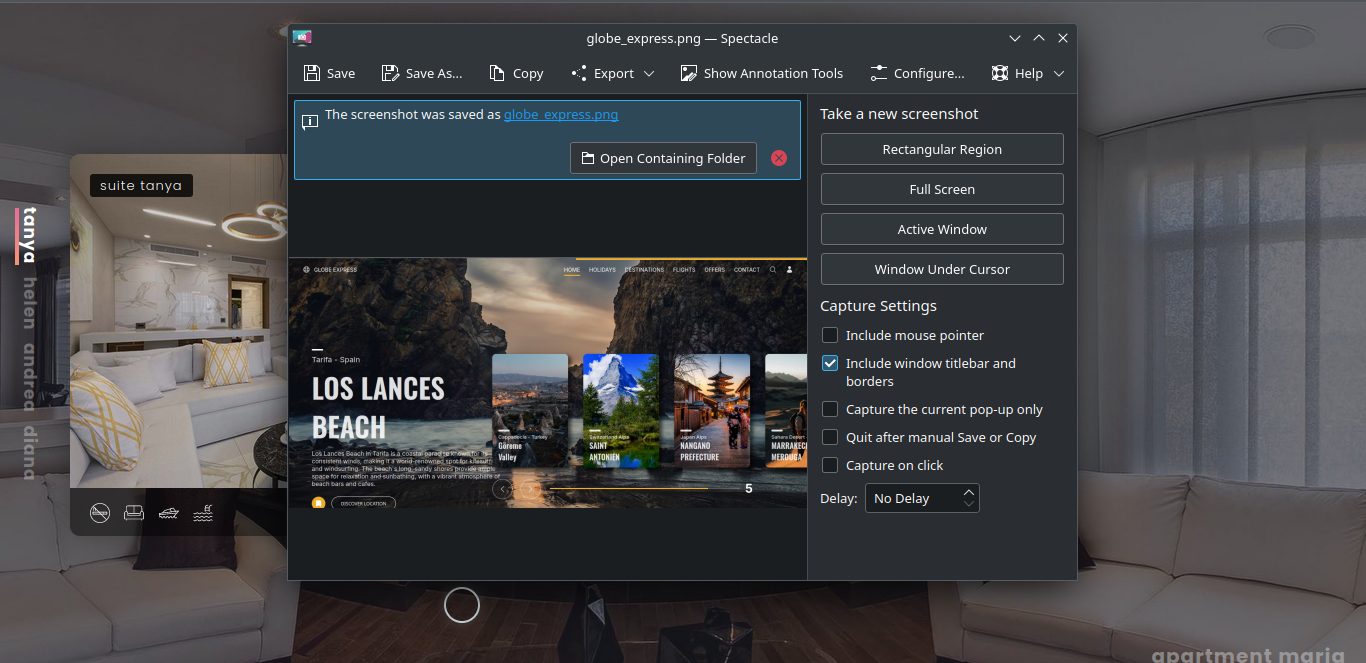 globe_express.png — Spectacle
Save
Save As...
Copy
Export
Show Annotation Tools
Configure...
Help
The screenshot was saved as globe_express.png
Open Containing Folder
Take a new screenshot
Rectangular Region
Full Screen
Active Window
Window Under Cursor
Capture Settings
Include mouse pointer
Include window titlebar and
borders
Capture the current pop-up only
Quit after manual Save or Copy
Capture on click
Delay:
No Delay
GLOBE EXPRESS
HOME
HOLIDAYS
DESTINATIONS
FLIGHTS
OFFERS
CONTACT
Tarifa - Spain
LOS LANCES
BEACH
Los Lances Beach in Tarifa is a coastal paradise known for its
consistent winds, making it a world-renowned spot for kitesurfing
and windsurfing. The beach's long, sandy shores provide ample
space for relaxation and sunbathing, with a vibrant atmosphere of
beach bars and cafes.
DISCOVER LOCATION
Cappadocia - Turkey
Göreme
Valley
Switzerland Alps
SAINT
ANTONIEN
Japan Alps
NANGANO
PREFECTURE
Sahara Desert
MARRAKEC
MEROUGA
5
suite tanya
tanya
helen
andrea
diana
apartment maria